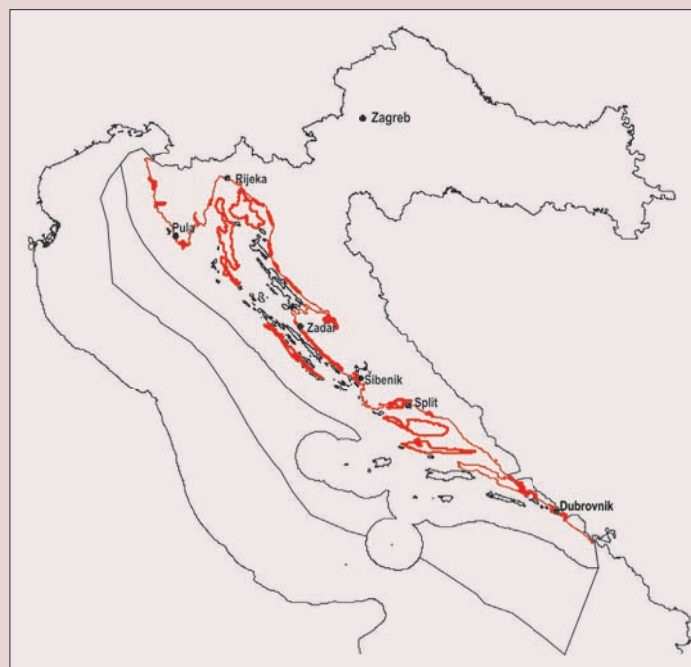 Zagreb
Rijeka
Pula
Zadar
Šibenik
Split
Dubrovnik